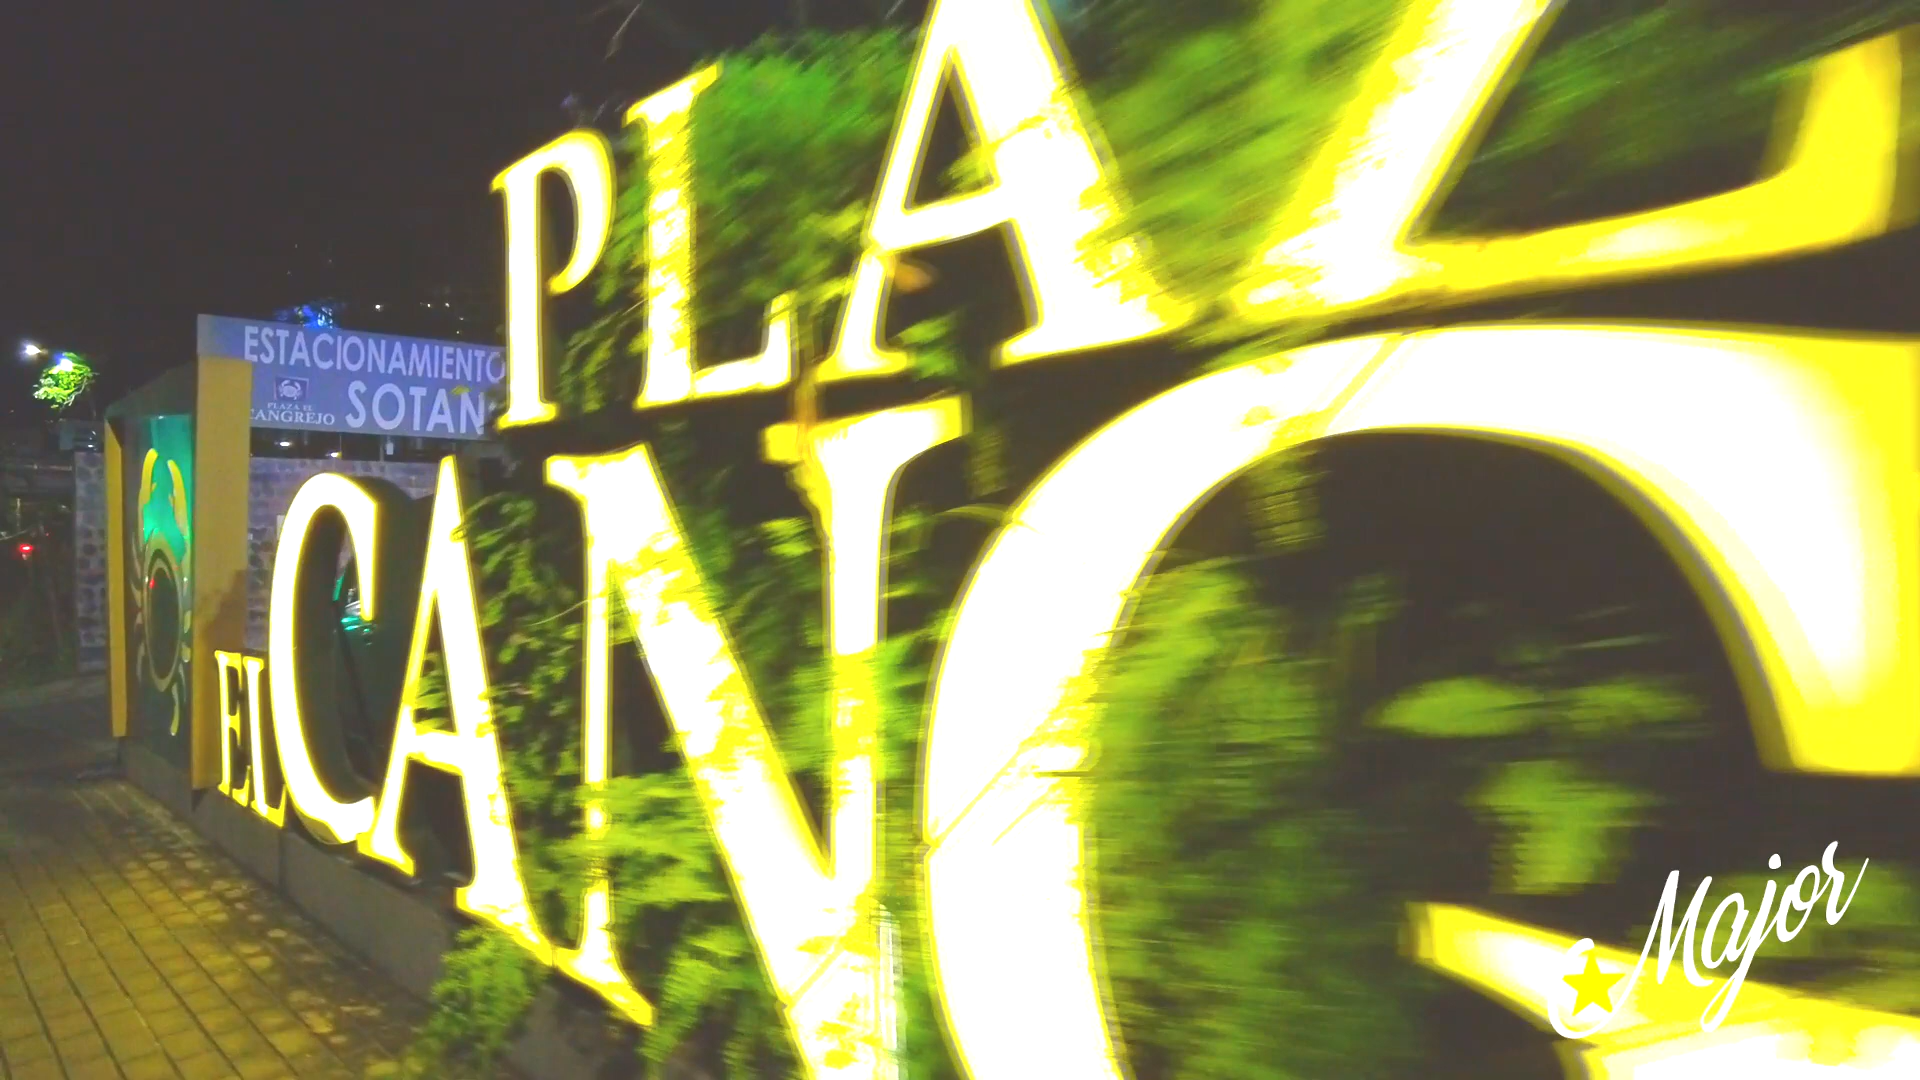 PLAZ
EL CANG
ESTACIONAMIENTO
SOTAN
PLAZA EL
CANGREJO
Major